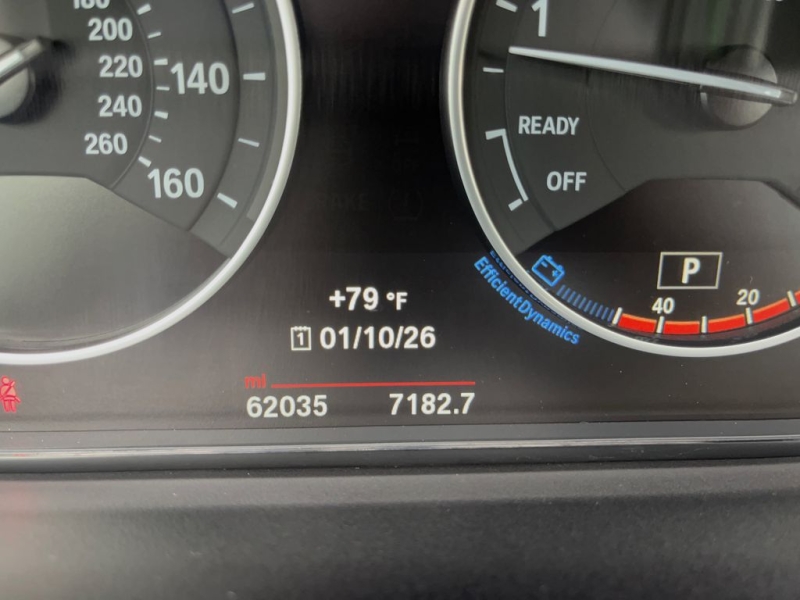 200
220
240
260
140
160
1
READY
OFF
P
EfficientDynamics
40
20
+79 °F
1 01/10/26
mi
62035 7182.7